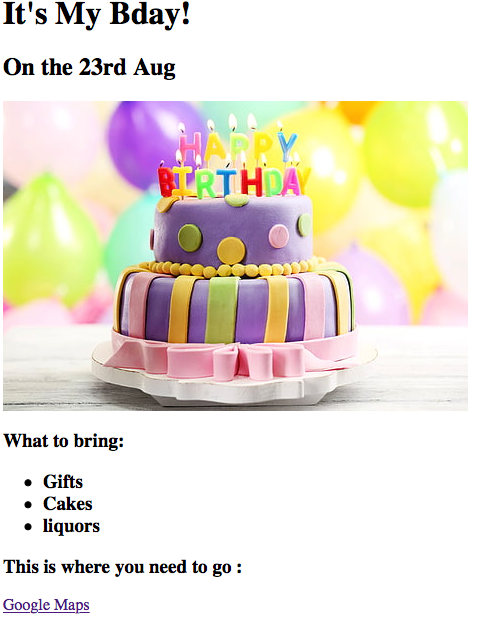 It's My Bday!
On the 23rd Aug
HAPPY
BIRTHDAY
What to bring:
Gifts
Cakes
liquors
This is where you need to go :
Google Maps